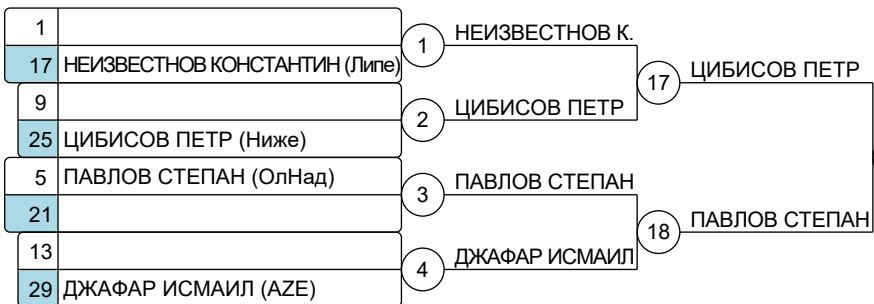 1
17 НЕИЗВЕСТНОВ КОНСТАНТИН (Липе)
9
25 ЦИБИСОВ ПЕТР (Ниже)
5 ПАВЛОВ СТЕПАН (ОлНад)
21
13
29 ДЖАФАР ИСМАИЛ (AZE)
1 НЕИЗВЕСТНОВ К.
2 ЦИБИСОВ ПЕТР
3 ПАВЛОВ СТЕПАН
4 ДЖАФАР ИСМАИЛ
17 ЦИБИСОВ ПЕТР
18 ПАВЛОВ СТЕПАН